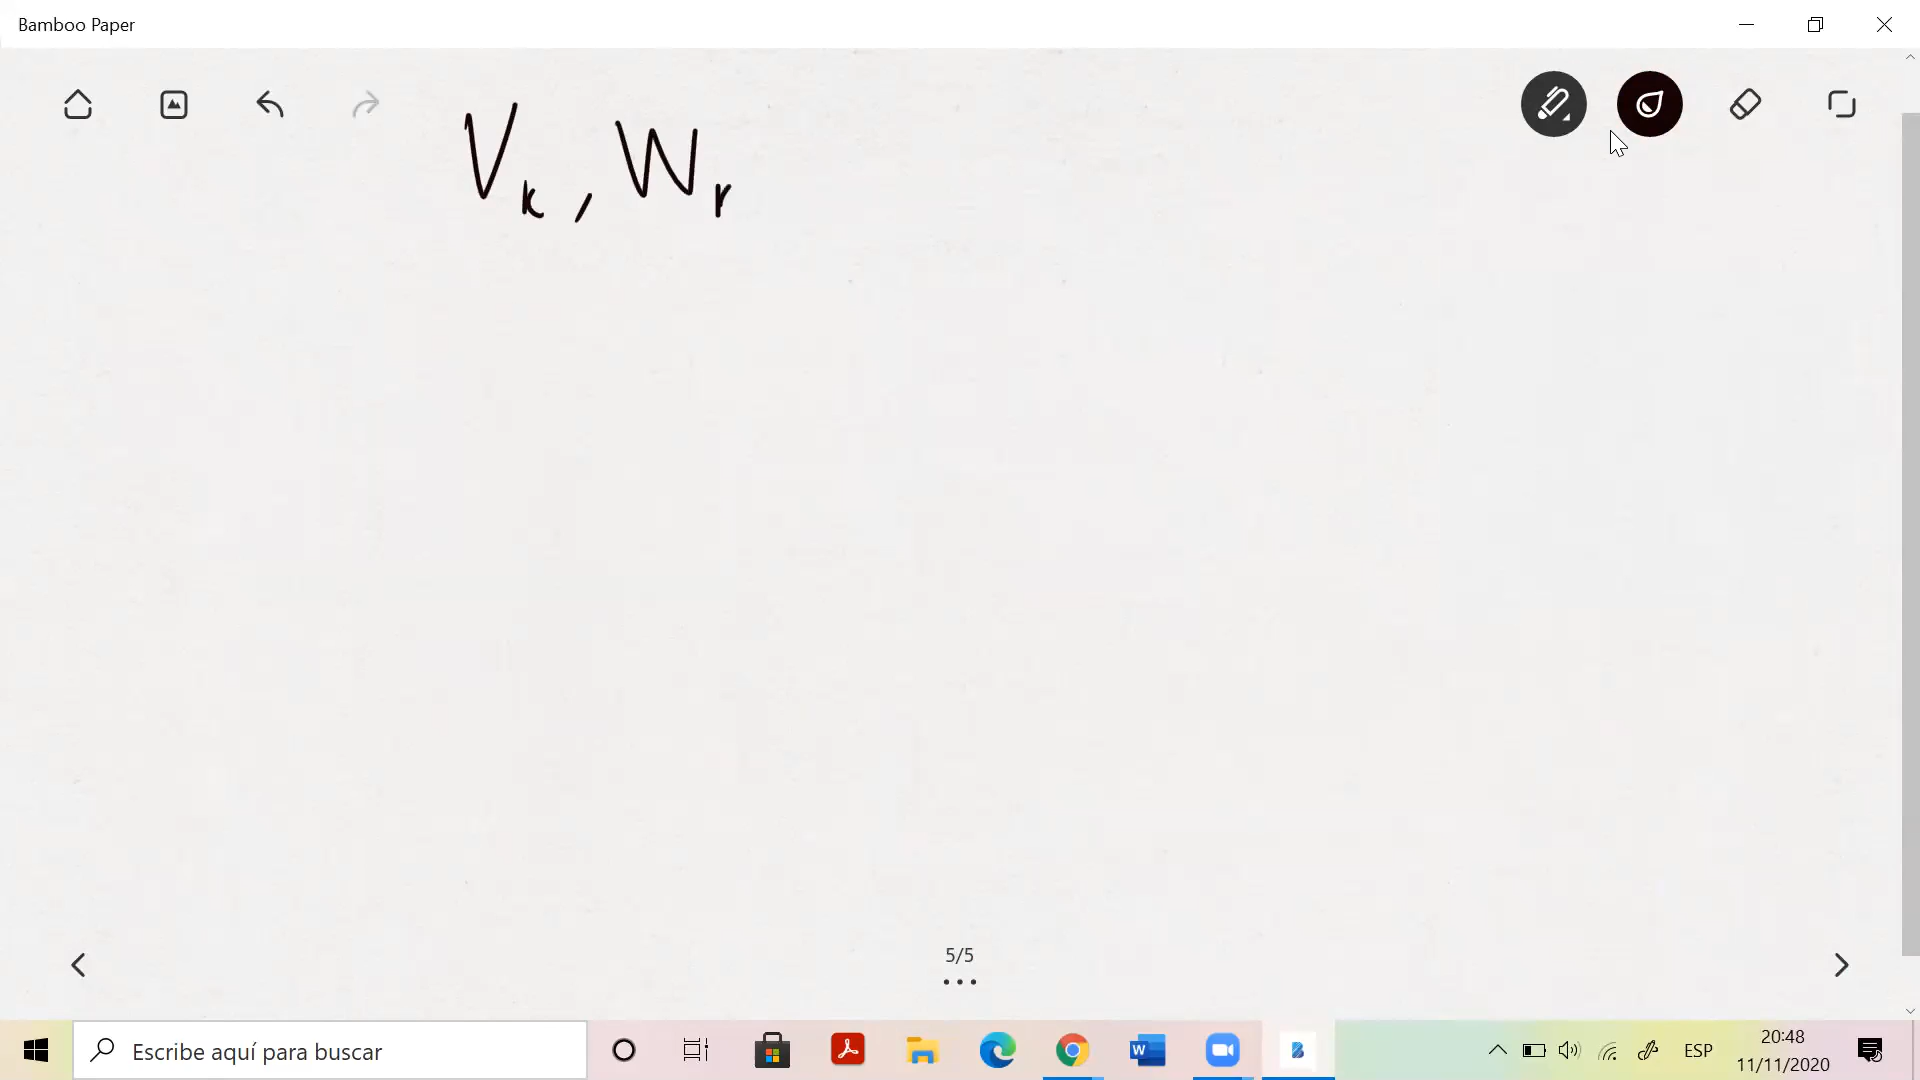 Bamboo Paper
V_k, W_r
5/5
Escribe aquí para buscar
W
ESP
20:48
11/11/2020